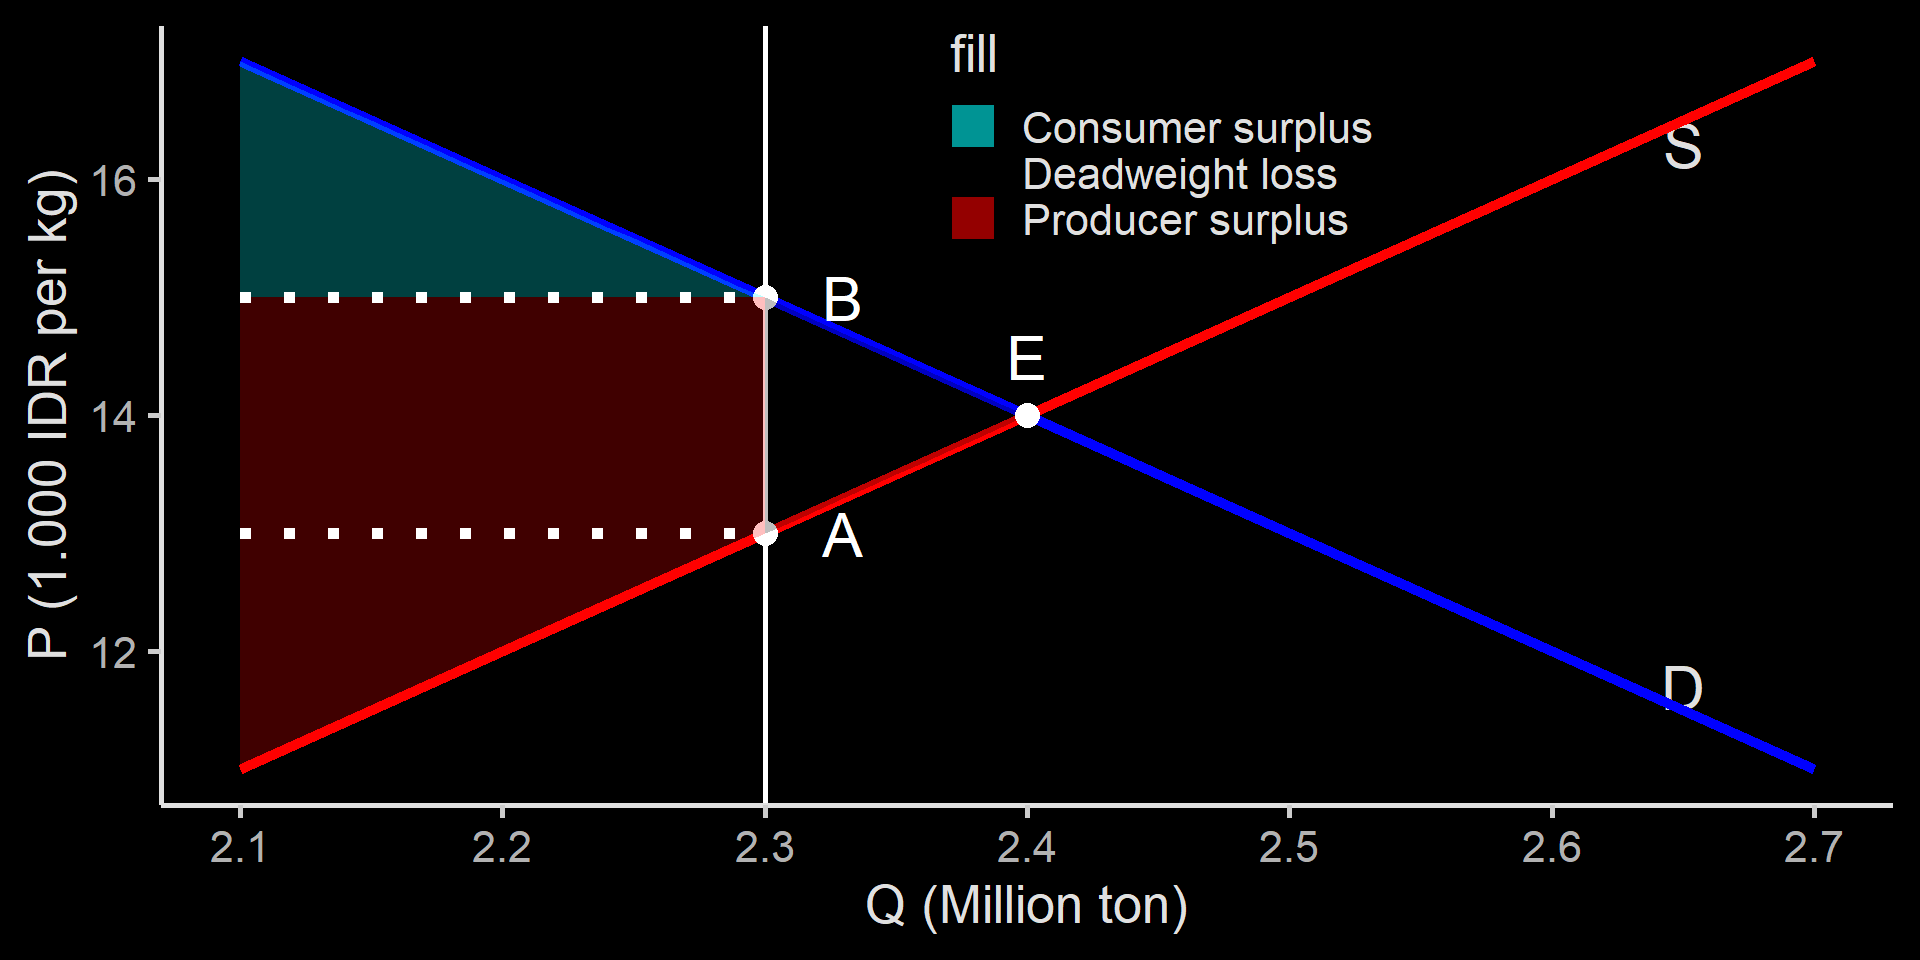 fill
Consumer surplus
Deadweight loss
Producer surplus
S
B
E
A
D
P (1.000 IDR per kg)
16
14
12
2.1 2.2 2.3 2.4 2.5 2.6 2.7
Q (Million ton)